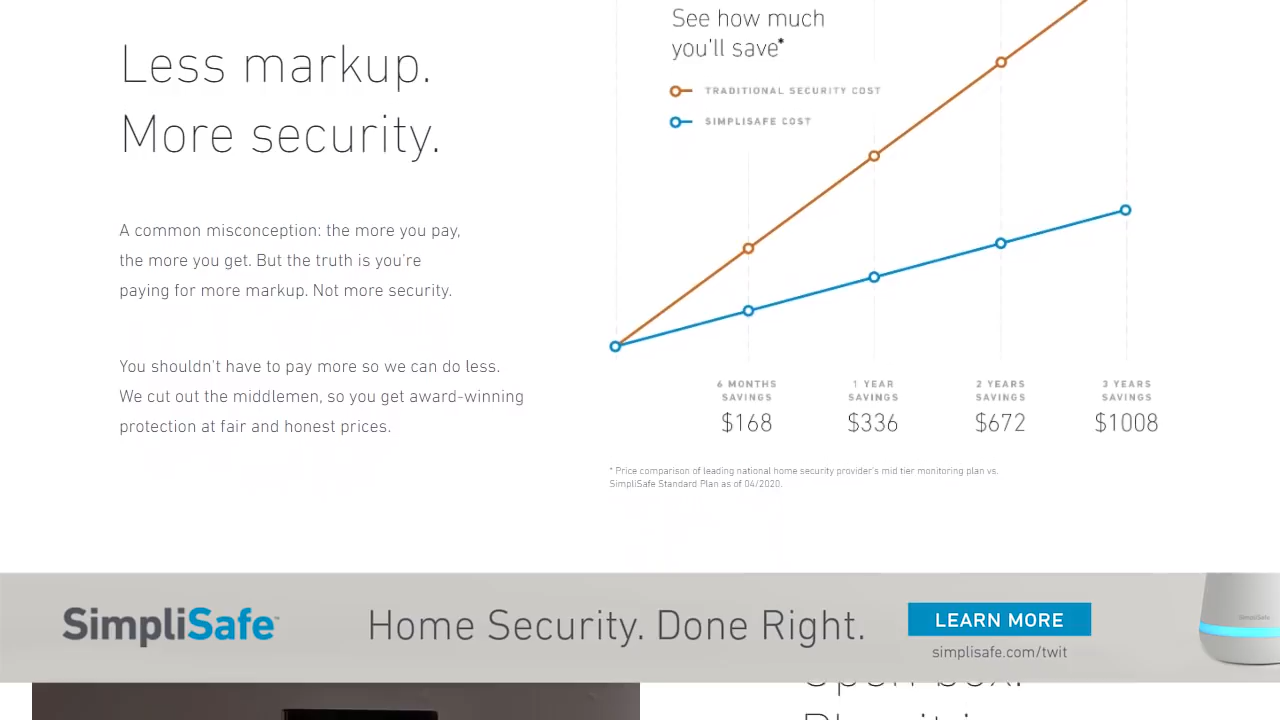 Less markup.
More security.
A common misconception: the more you pay,
the more you get. But the truth is you're
paying for more markup. Not more security.
You shouldn't have to pay more so we can do less.
We cut out the middlemen, so you get award-winning
protection at fair and honest prices.
See how much
you'll save*
TRADITIONAL SECURITY COST
SIMPLISAFE COST
6 MONTHS
SAVINGS
$168
1 YEAR
SAVINGS
$336
2 YEARS
SAVINGS
$672
3 YEARS
SAVINGS
$1008
* Price comparison of leading national home security provider's mid tier monitoring plan vs.
SimpliSafe Standard Plan as of 04/2020.
SimpliSafe™
Home Security. Done Right.
LEARN MORE
simplisafe.com/twit
SimpliSafe